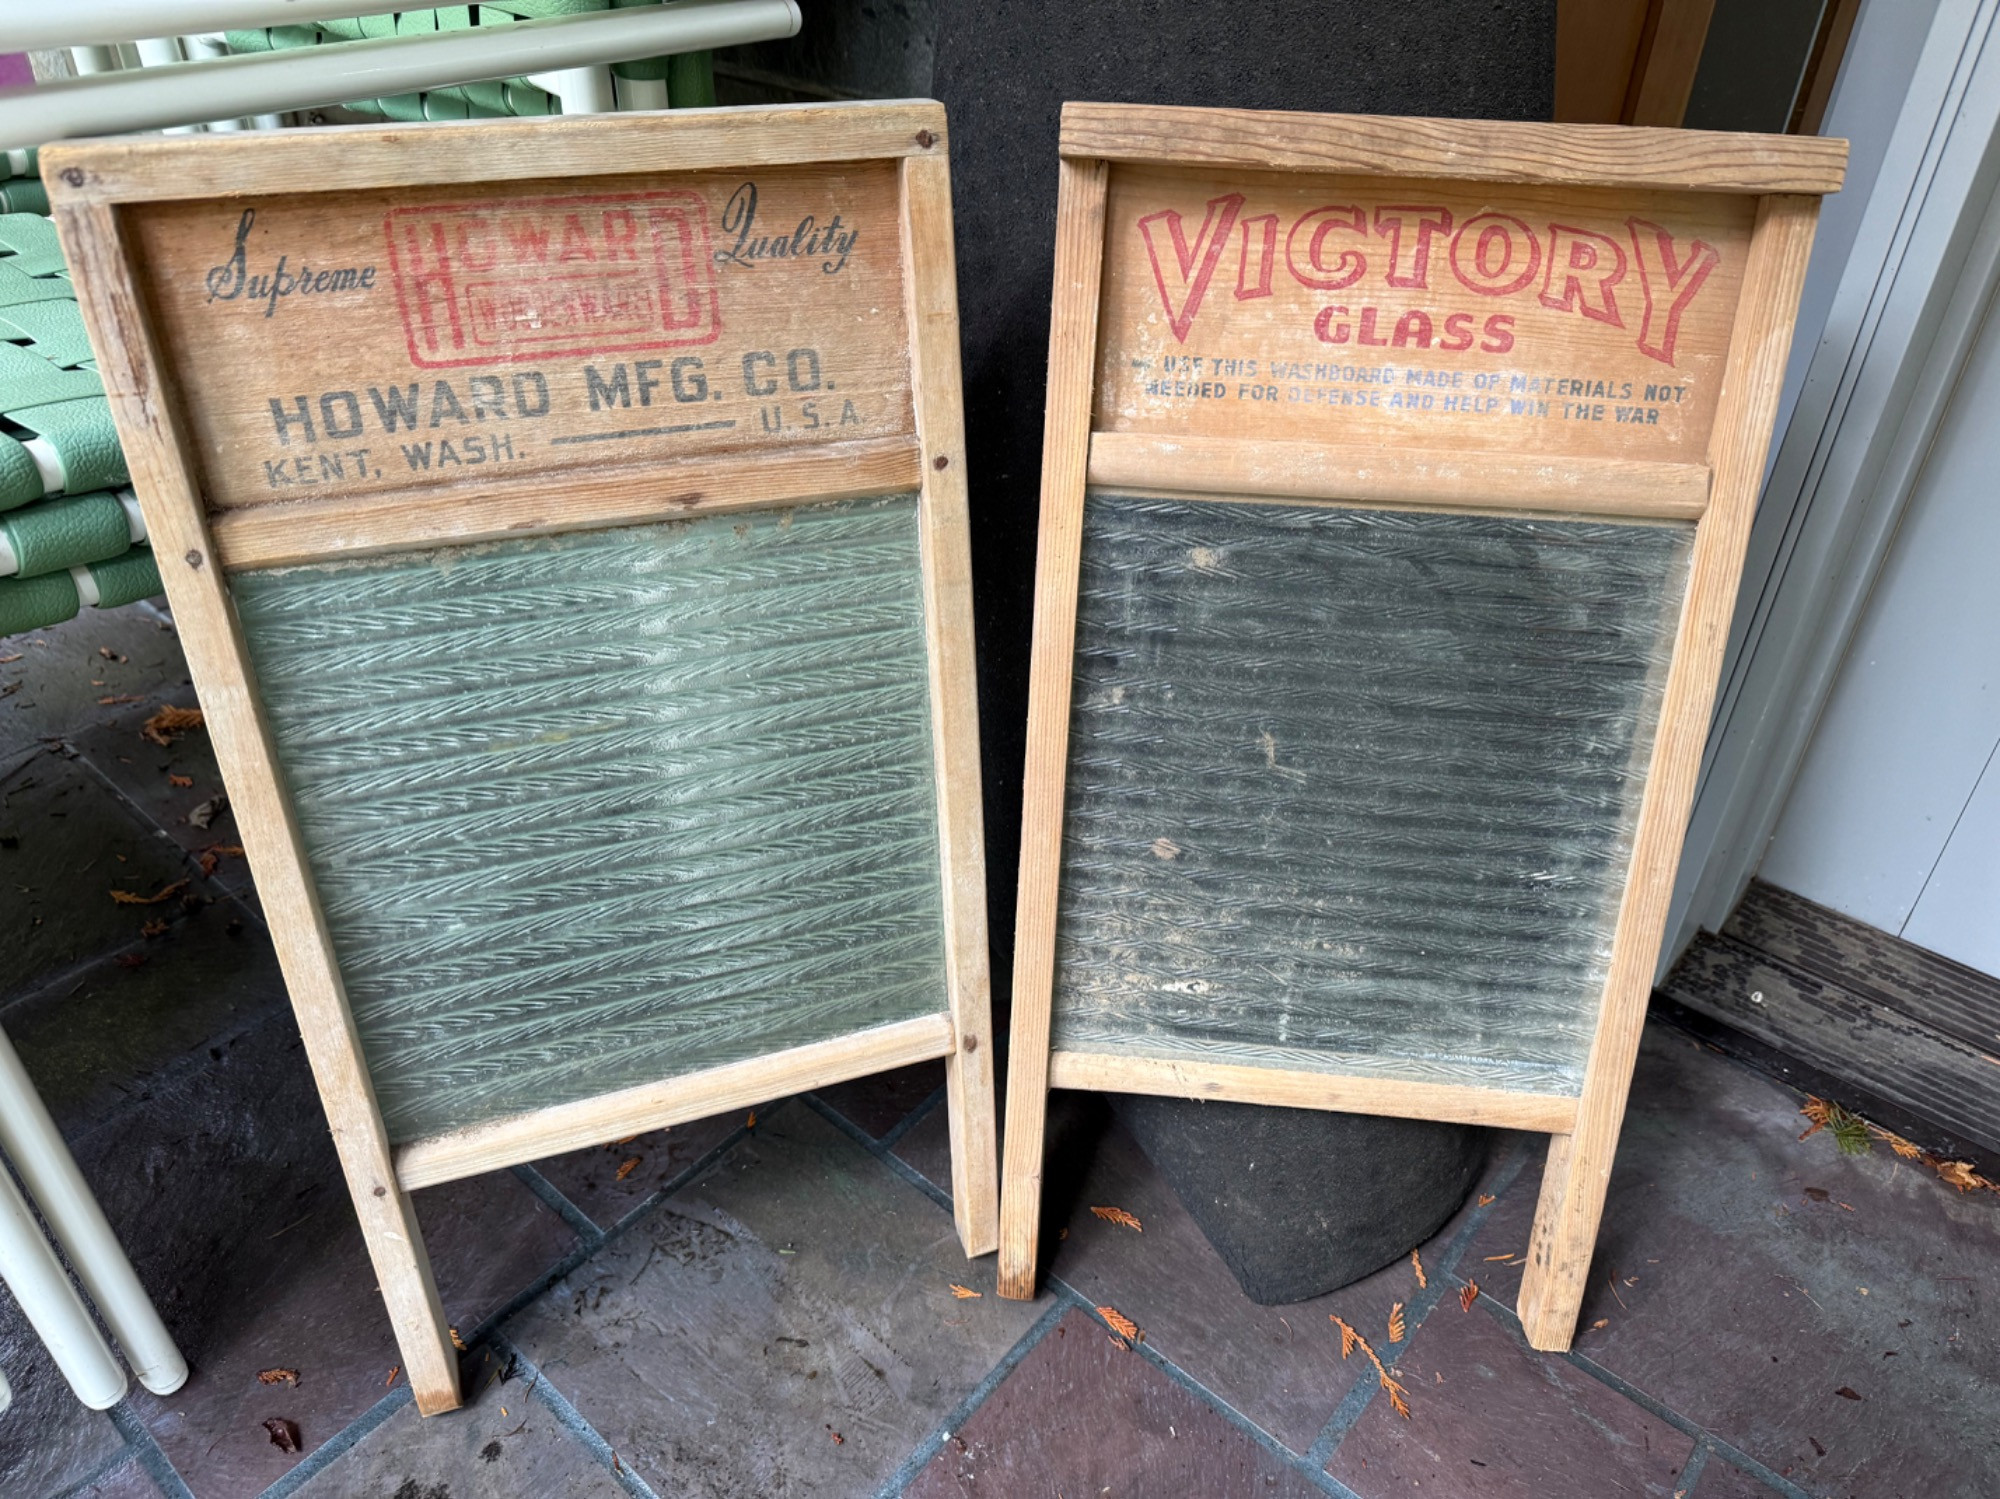 Supreme HOWARD Quality
WOODENWARE
HOWARD MFG. CO.
KENT, WASH. U.S.A.
VICTORY
GLASS
USE THIS WASHBOARD MADE OF MATERIALS NOT
NEEDED FOR DEFENSE AND HELP WIN THE WAR